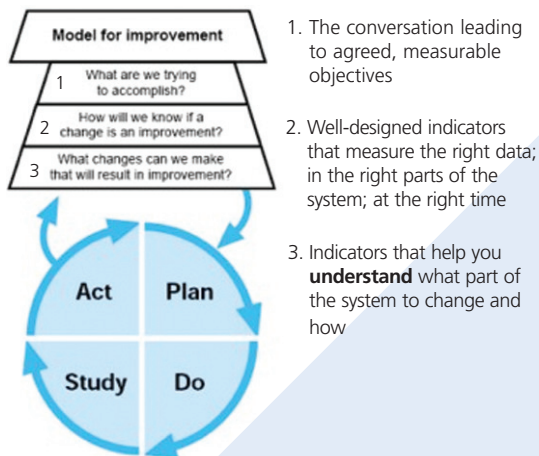 Model for improvement
1 What are we trying
to accomplish?
2 How will we know if a
change is an improvement?
3 What changes can we make
that will result in improvement?
Act
Plan
Study
Do
1. The conversation leading
to agreed, measurable
objectives
2. Well-designed indicators
that measure the right data;
in the right parts of the
system; at the right time
3. Indicators that help you
understand what part of
the system to change and
how